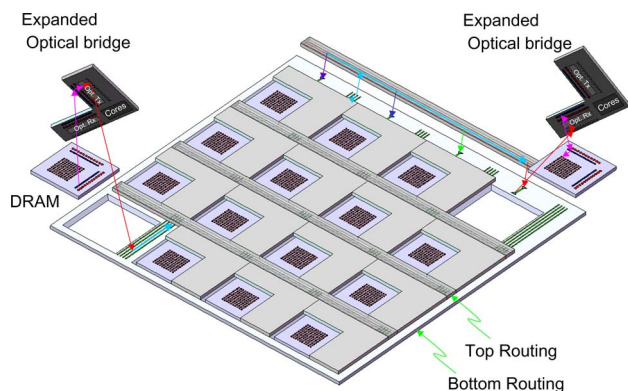 Expanded
Optical bridge
Expanded
Optical bridge
Opt. Tx
Cores
Opt. Rx
Opt. Tx
Cores
Opt. Rx
DRAM
Top Routing
Bottom Routing